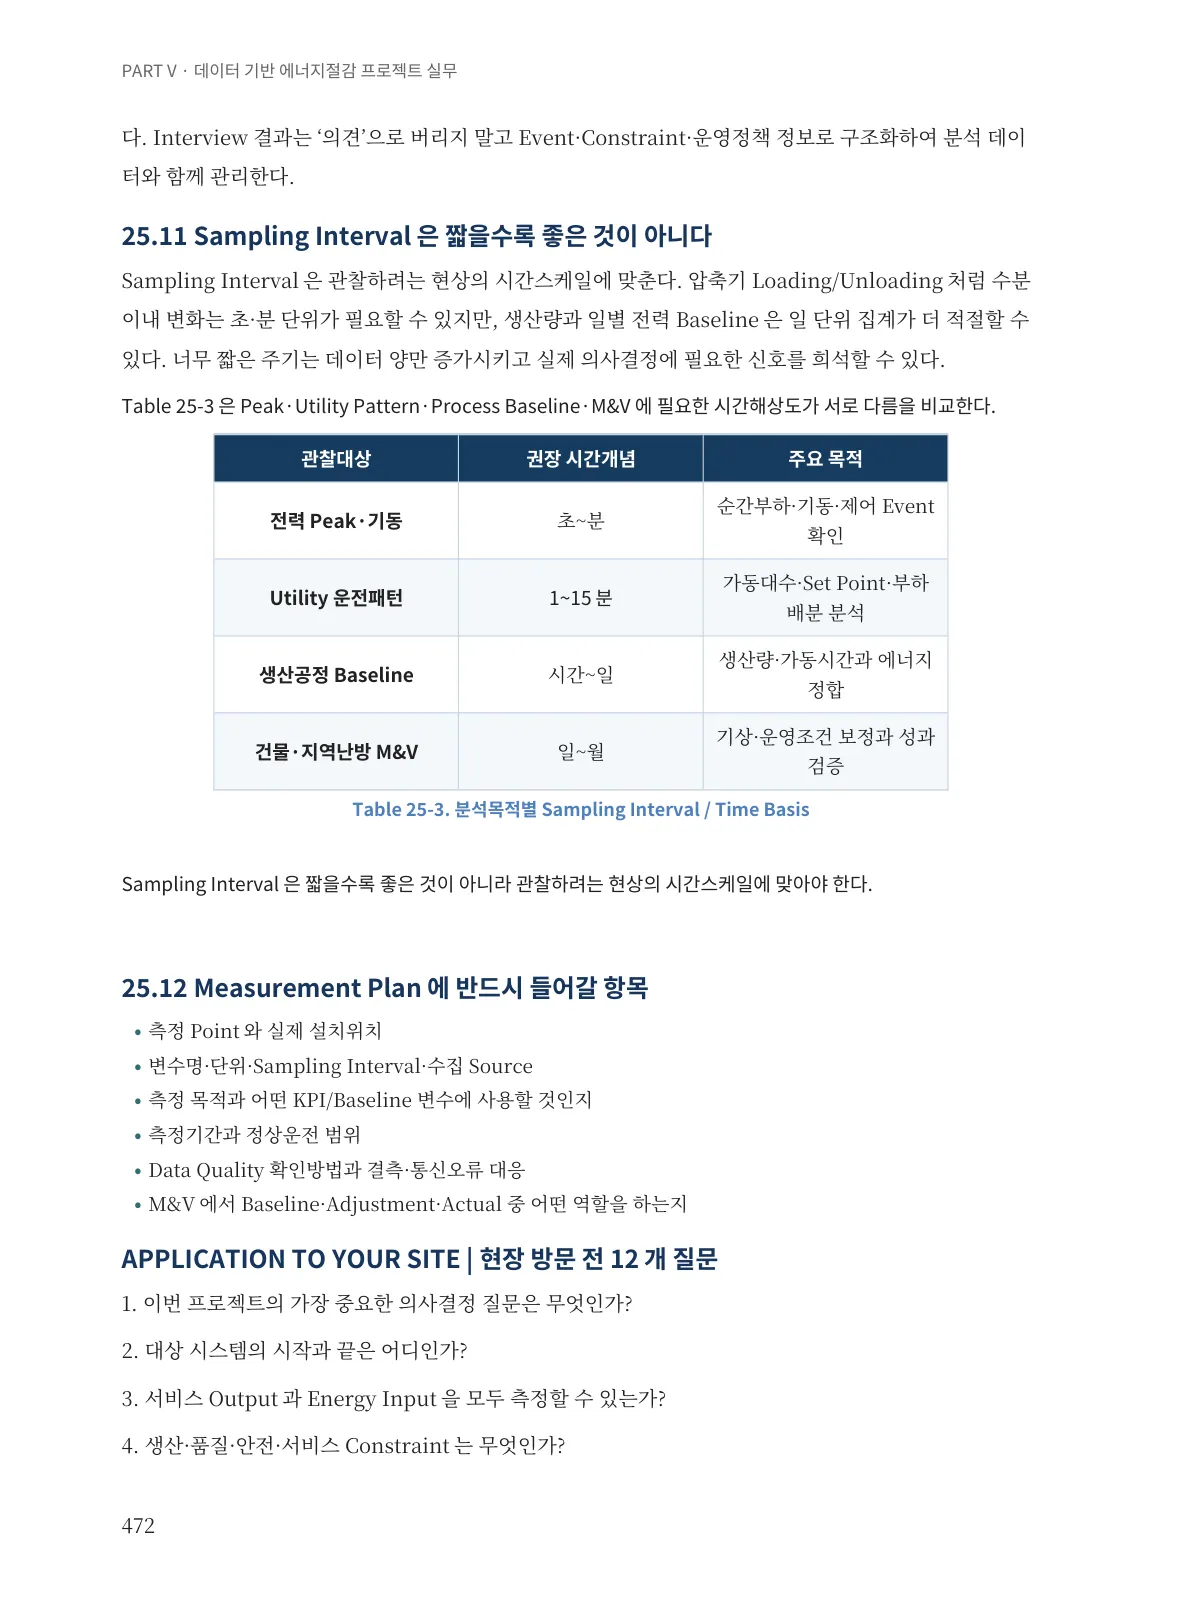 PART V · 데이터 기반 에너지절감 프로젝트 실무
다. Interview 결과는 ‘의견’으로 버리지 말고 Event·Constraint·운영정책 정보로 구조화하여 분석 데이
터와 함께 관리한다.
25.11 Sampling Interval 은 짧을수록 좋은 것이 아니다
Sampling Interval 은 관찰하려는 현상의 시간스케일에 맞춘다. 압축기 Loading/Unloading 처럼 수분
이내 변화는 초·분 단위가 필요할 수 있지만, 생산량과 일별 전력 Baseline 은 일 단위 집계가 더 적절할 수
있다. 너무 짧은 주기는 데이터 양만 증가시키고 실제 의사결정에 필요한 신호를 희석할 수 있다.
Table 25-3 은 Peak·Utility Pattern·Process Baseline·M&V 에 필요한 시간해상도가 서로 다름을 비교한다.
관찰대상 권장 시간개념 주요 목적
전력 Peak·기동 초~분 순간부하·기동·제어 Event
확인
Utility 운전패턴 1~15 분 가동대수·Set Point·부하
배분 분석
생산공정 Baseline 시간~일 생산량·가동시간과 에너지
정합
건물·지역난방 M&V 일~월 기상·운영조건 보정과 성과
검증
Table 25-3. 분석목적별 Sampling Interval / Time Basis
Sampling Interval 은 짧을수록 좋은 것이 아니라 관찰하려는 현상의 시간스케일에 맞아야 한다.
25.12 Measurement Plan 에 반드시 들어갈 항목
• 측정 Point 와 실제 설치위치
• 변수명·단위·Sampling Interval·수집 Source
• 측정 목적과 어떤 KPI/Baseline 변수에 사용할 것인지
• 측정기간과 정상운전 범위
• Data Quality 확인방법과 결측·통신오류 대응
• M&V 에서 Baseline·Adjustment·Actual 중 어떤 역할을 하는지
APPLICATION TO YOUR SITE | 현장 방문 전 12 개 질문
1. 이번 프로젝트의 가장 중요한 의사결정 질문은 무엇인가?
2. 대상 시스템의 시작과 끝은 어디인가?
3. 서비스 Output 과 Energy Input 을 모두 측정할 수 있는가?
4. 생산·품질·안전·서비스 Constraint 는 무엇인가?
472